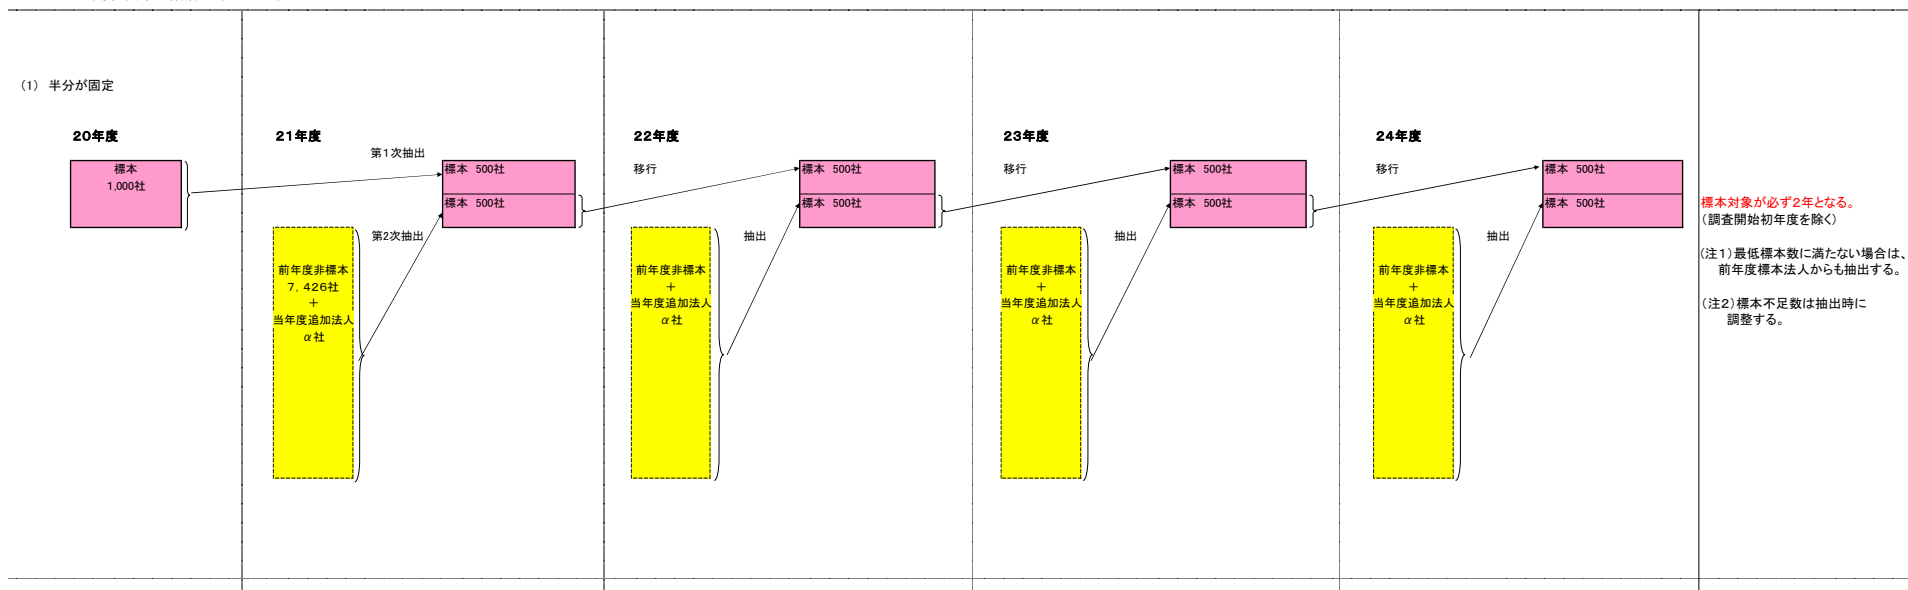 (1) 半分が固定
20年度
標本
1,000社
21年度
第1次抽出
標本 500社
標本 500社
第2次抽出
前年度非標本
7,426社
+
当年度追加法人
α社
22年度
移行
標本 500社
標本 500社
抽出
前年度非標本
+
当年度追加法人
α社
23年度
移行
標本 500社
標本 500社
抽出
前年度非標本
+
当年度追加法人
α社
24年度
移行
標本 500社
標本 500社
抽出
前年度非標本
+
当年度追加法人
α社
標本対象が必ず2年となる。
(調査開始初年度を除く)
(注1)最低標本数に満たない場合は、
前年度標本法人からも抽出する。
(注2)標本不足数は抽出時に
調整する。